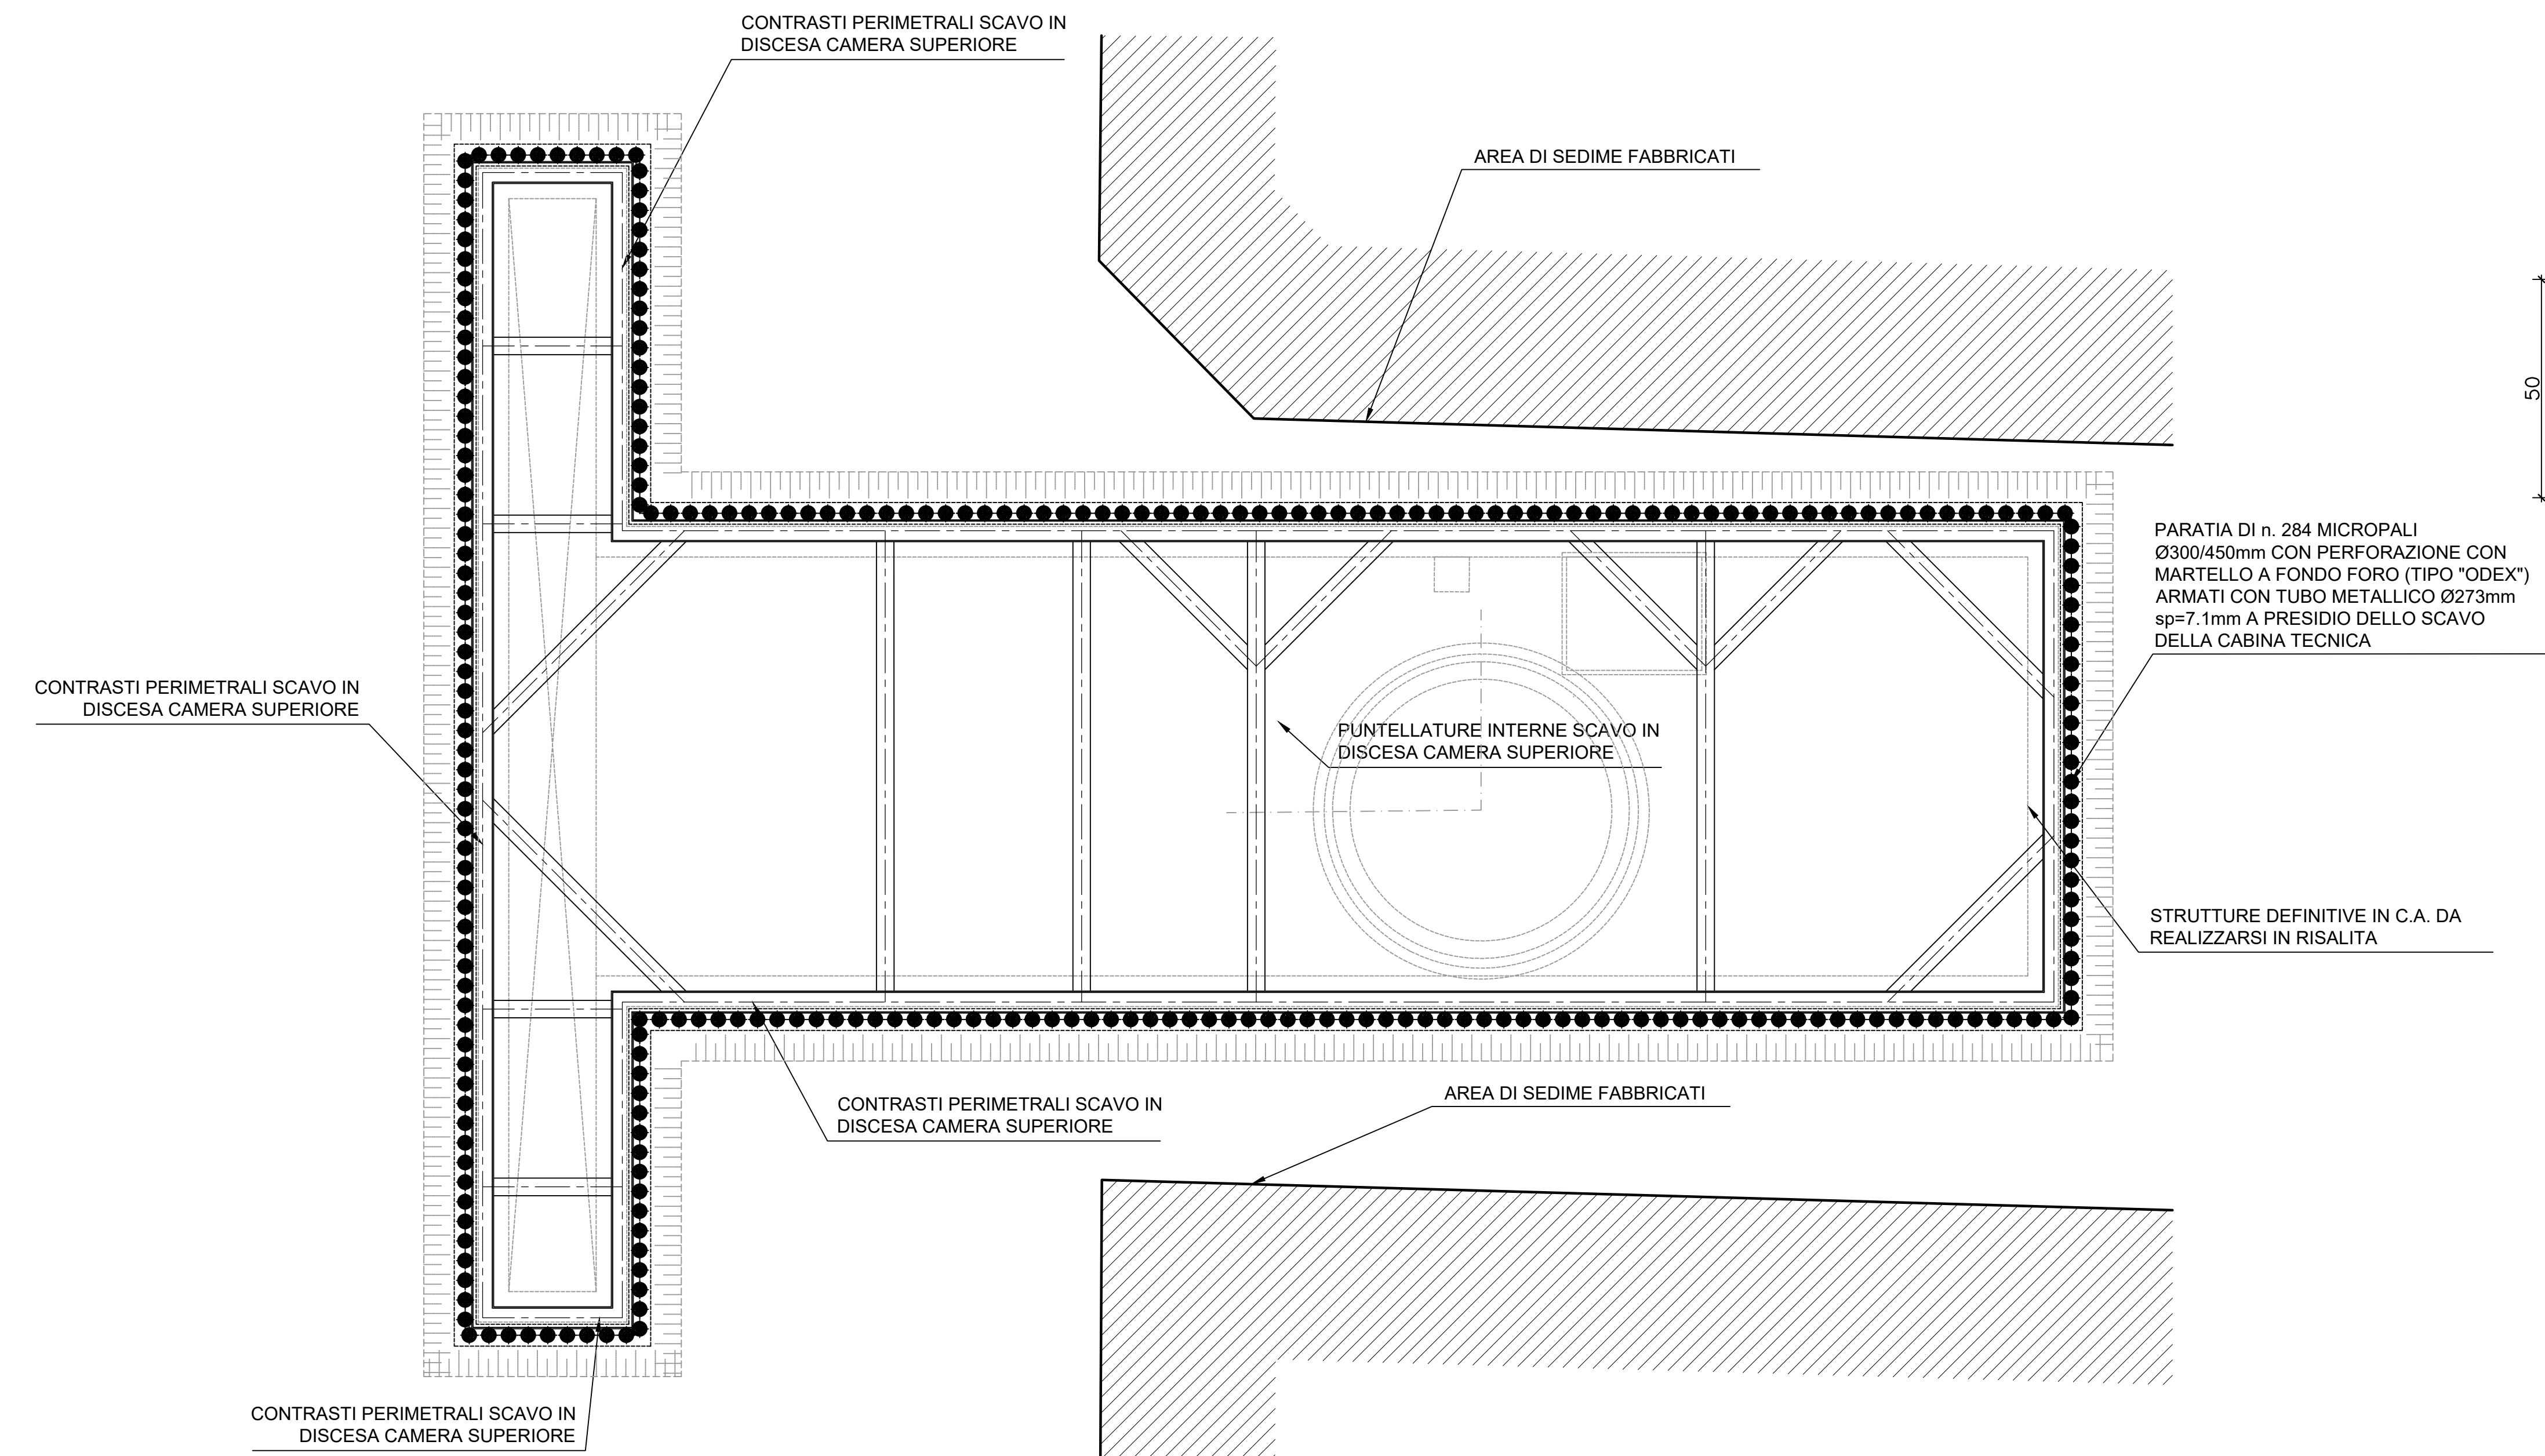 CONTRASTI PERIMETRALI SCAVO IN
DISCESA CAMERA SUPERIORE
AREA DI SEDIME FABBRICATI
50
PARATIA DI n. 284 MICROPALI
Ø300/450mm CON PERFORAZIONE CON
MARTELLO A FONDO FORO (TIPO "ODEX")
ARMATI CON TUBO METALLICO Ø273mm
sp=7.1mm A PRESIDIO DELLO SCAVO
DELLA CABINA TECNICA
CONTRASTI PERIMETRALI SCAVO IN
DISCESA CAMERA SUPERIORE
PUNTELLATURE INTERNE SCAVO IN
DISCESA CAMERA SUPERIORE
STRUTTURE DEFINITIVE IN C.A. DA
REALIZZARSI IN RISALITA
CONTRASTI PERIMETRALI SCAVO IN
DISCESA CAMERA SUPERIORE
AREA DI SEDIME FABBRICATI
CONTRASTI PERIMETRALI SCAVO IN
DISCESA CAMERA SUPERIORE